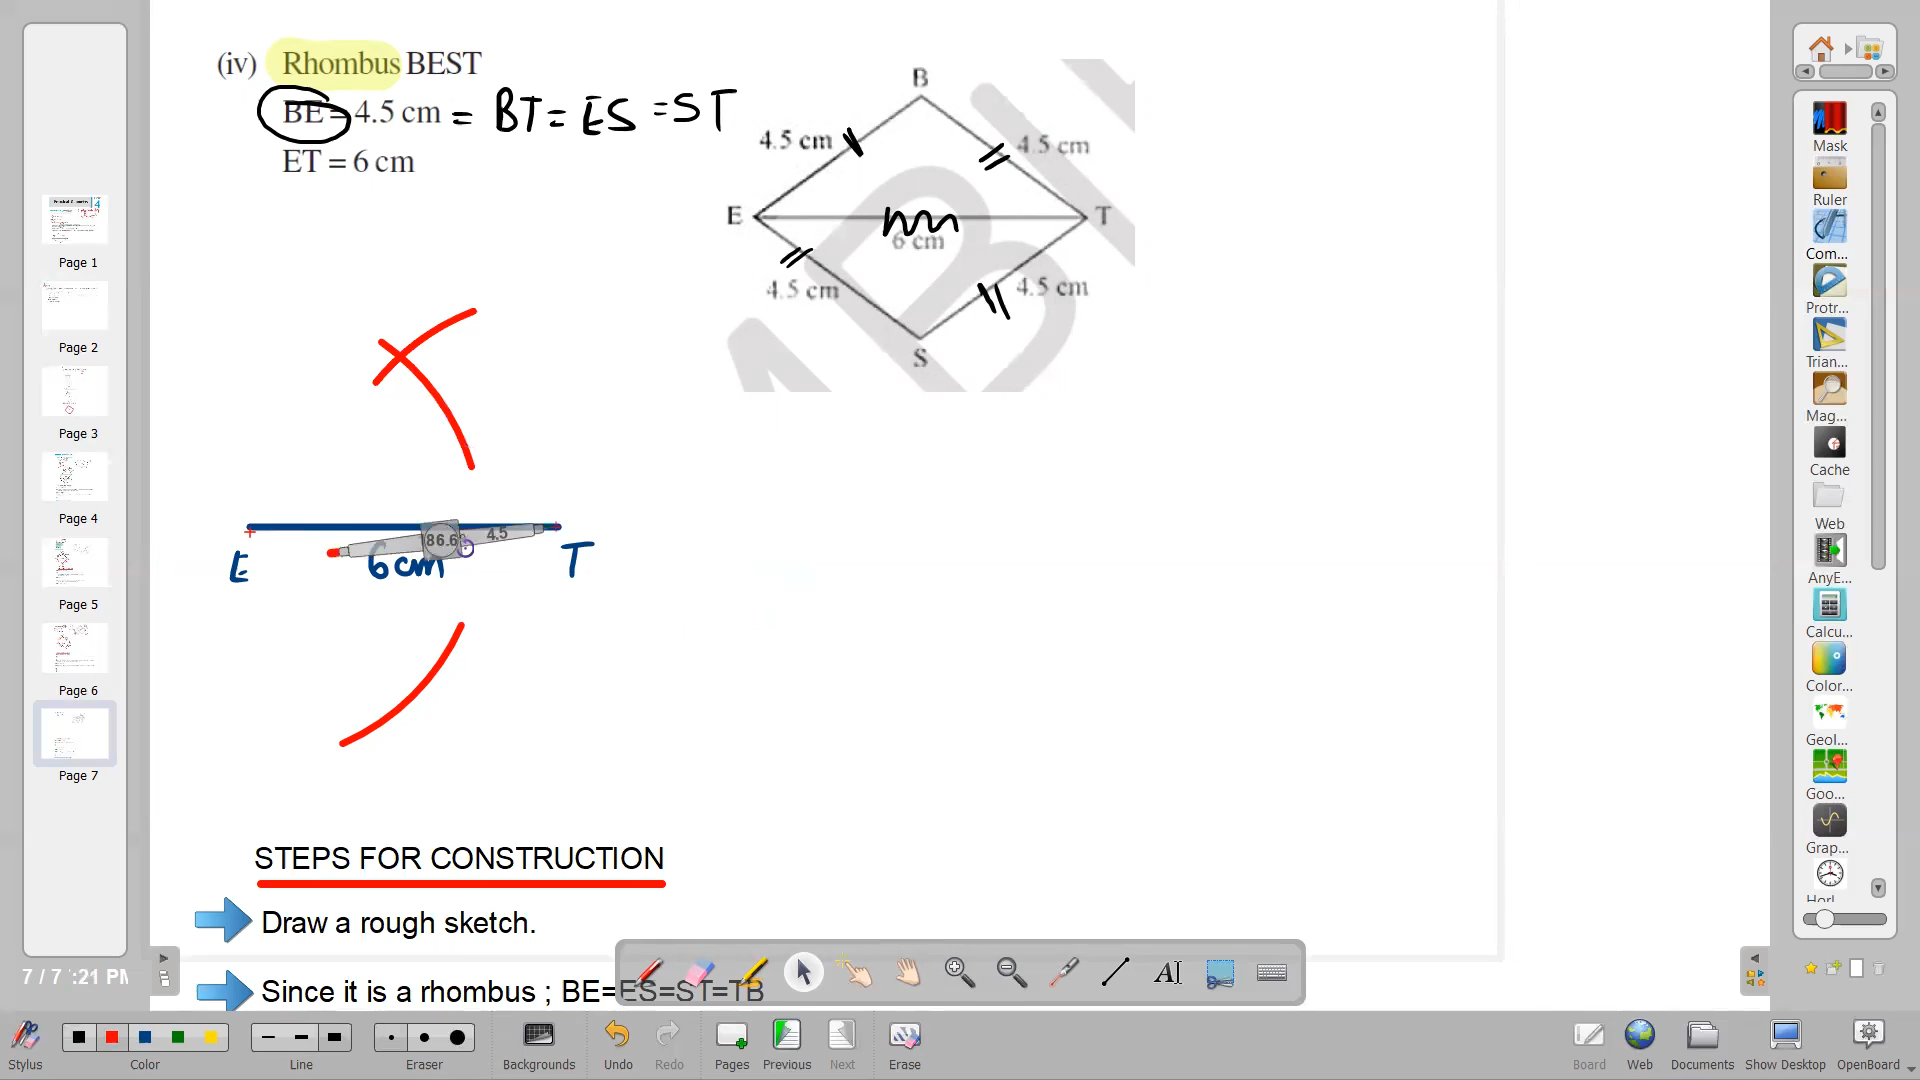 (iv) Rhombus BEST
BE = 4.5 cm = BT = ES = ST
ET = 6 cm
B
4.5 cm
4.5 cm
E
T
6 cm
4.5 cm
4.5 cm
S
86.6°
4.5
E
6cm
T
STEPS FOR CONSTRUCTION
Draw a rough sketch.
Since it is a rhombus ; BE=ES=ST=TB
Page 1
Page 2
Page 3
Page 4
Page 5
Page 6
Page 7
7 / 7
Mask
Ruler
Com...
Protr...
Trian...
Mag...
Cache
Web
AnyE...
Calcu...
Color...
Geol...
Goo...
Grap...
Horl
Stylus
Color
Line
Eraser
Backgrounds
Undo
Redo
Pages
Previous
Next
Erase
Board
Web
Documents
Show Desktop
OpenBoard